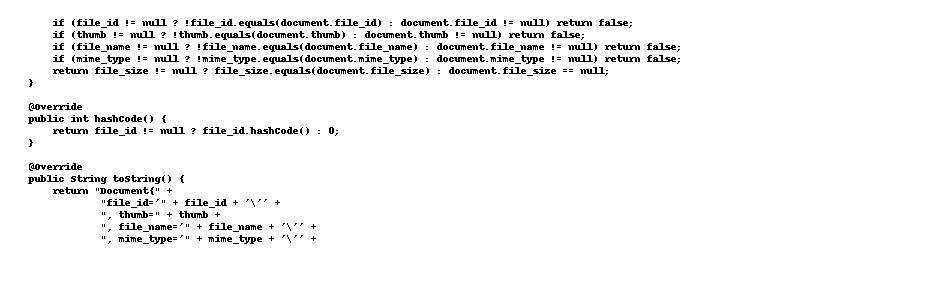 if (file_id != null ? !file_id.equals(document.file_id) : document.file_id != null) return false;
if (thumb != null ? !thumb.equals(document.thumb) : document.thumb != null) return false;
if (file_name != null ? !file_name.equals(document.file_name) : document.file_name != null) return false;
if (mime_type != null ? !mime_type.equals(document.mime_type) : document.mime_type != null) return false;
return file_size != null ? file_size.equals(document.file_size) : document.file_size == null;
}
@Override
public int hashCode() {
return file_id != null ? file_id.hashCode() : 0;
}
@Override
public String toString() {
return "Document{" +
"file_id='" + file_id + '\'' +
", thumb=" + thumb +
", file_name='" + file_name + '\'' +
", mime_type='" + mime_type + '\'' +